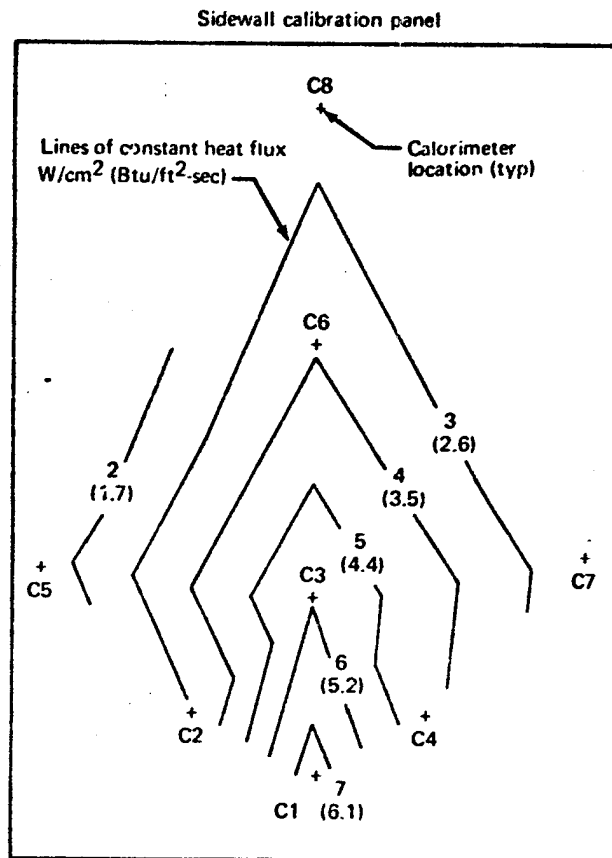 Sidewall calibration panel
C8
+
Lines of constant heat flux
W/cm² (Btu/ft²-sec)
Calorimeter
location (typ)
C6
+
3
(2.6)
2
(1.7)
4
(3.5)
5
(4.4)
+
C5
C3
+
+
C7
6
(5.2)
+
C2
+
C4
+
C1
7
(6.1)